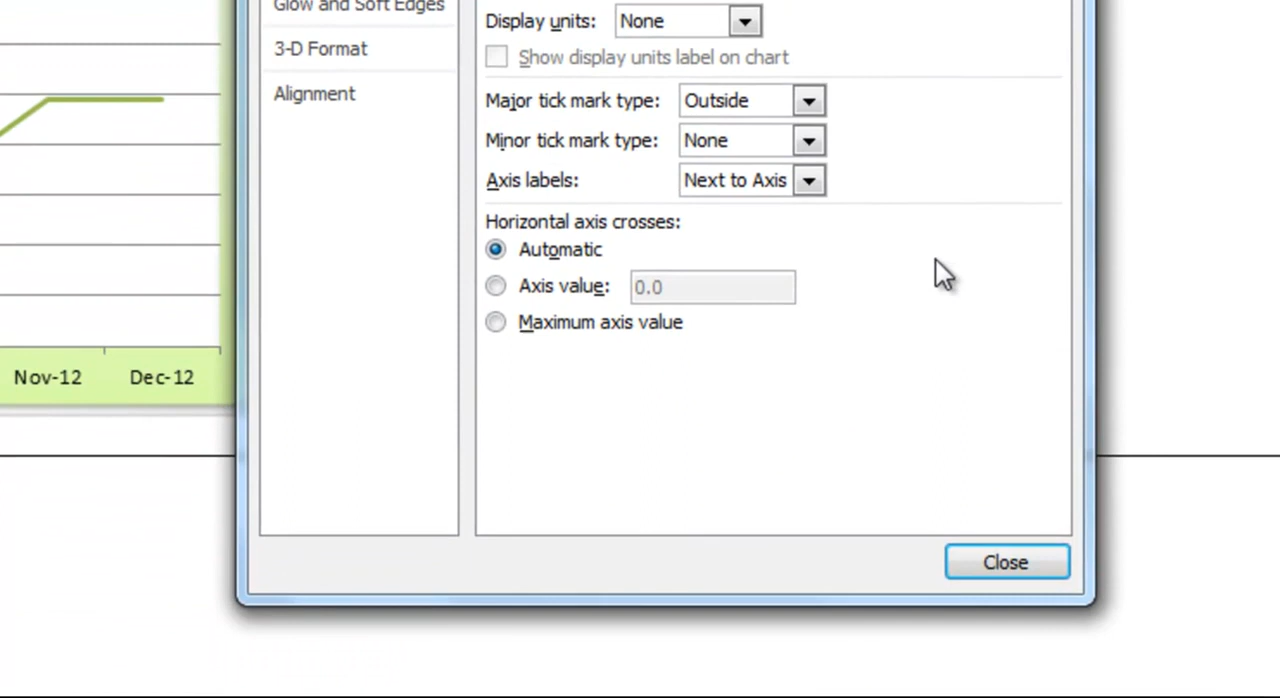 Glow and Soft Edges
3-D Format
Alignment
Display units: None
Show display units label on chart
Major tick mark type: Outside
Minor tick mark type: None
Axis labels: Next to Axis
Horizontal axis crosses:
Automatic
Axis value: 0.0
Maximum axis value
Nov-12 Dec-12
Close